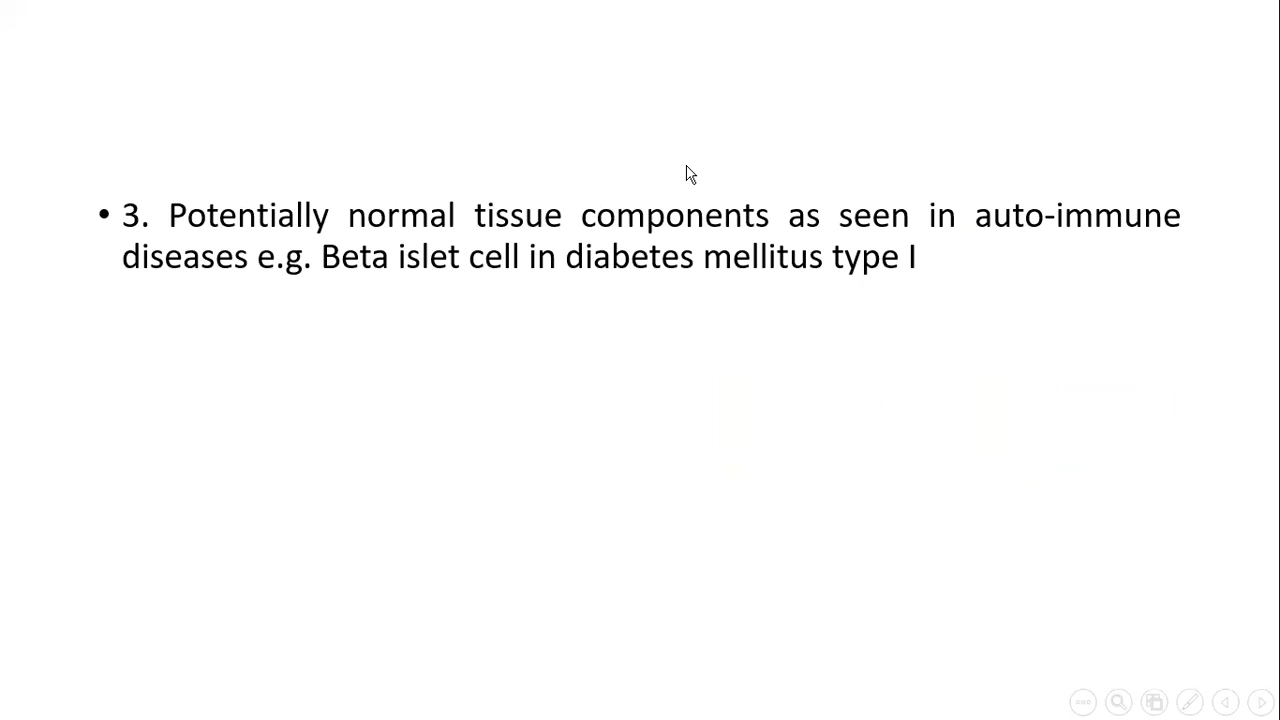 • 3. Potentially normal tissue components as seen in auto-immune
diseases e.g. Beta islet cell in diabetes mellitus type I